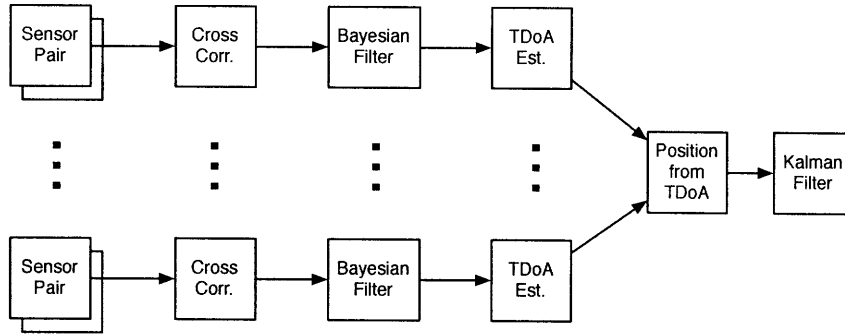 Sensor
Pair
Cross
Corr.
Bayesian
Filter
TDoA
Est.
Position
from
TDoA
Kalman
Filter
Sensor
Pair
Cross
Corr.
Bayesian
Filter
TDoA
Est.